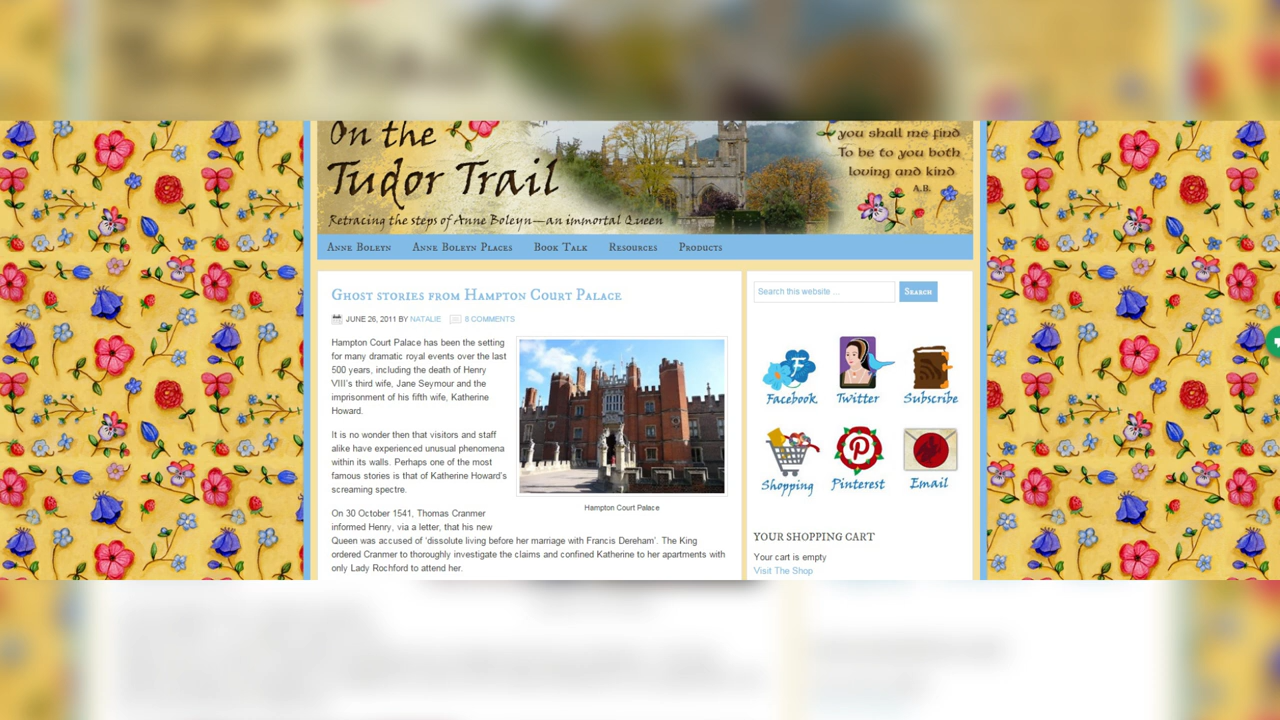 On the
you shall me find
To be to you both
Tudor Trail
loving and kind
A.B.
Retracing the steps of Anne Boleyn—an immortal Queen
Anne Boleyn Anne Boleyn Places Book Talk Resources Products
Ghost stories from Hampton Court Palace
JUNE 26, 2011 BY NATALIE 8 COMMENTS
Hampton Court Palace has been the setting
for many dramatic royal events over the last
500 years, including the death of Henry
VIII's third wife, Jane Seymour and the
imprisonment of his fifth wife, Katherine
Howard.
It is no wonder then that visitors and staff
alike have experienced unusual phenomena
within its walls. Perhaps one of the most
famous stories is that of Katherine Howard's
screaming spectre.
Hampton Court Palace
On 30 October 1541, Thomas Cranmer
informed Henry, via a letter, that his new
Queen was accused of 'dissolute living before her marriage with Francis Dereham'. The King
ordered Cranmer to thoroughly investigate the claims and confined Katherine to her apartments with
only Lady Rochford to attend her.
Search this website … Search
Facebook Twitter Subscribe
Shopping Pinterest Email
YOUR SHOPPING CART
Your cart is empty
Visit The Shop